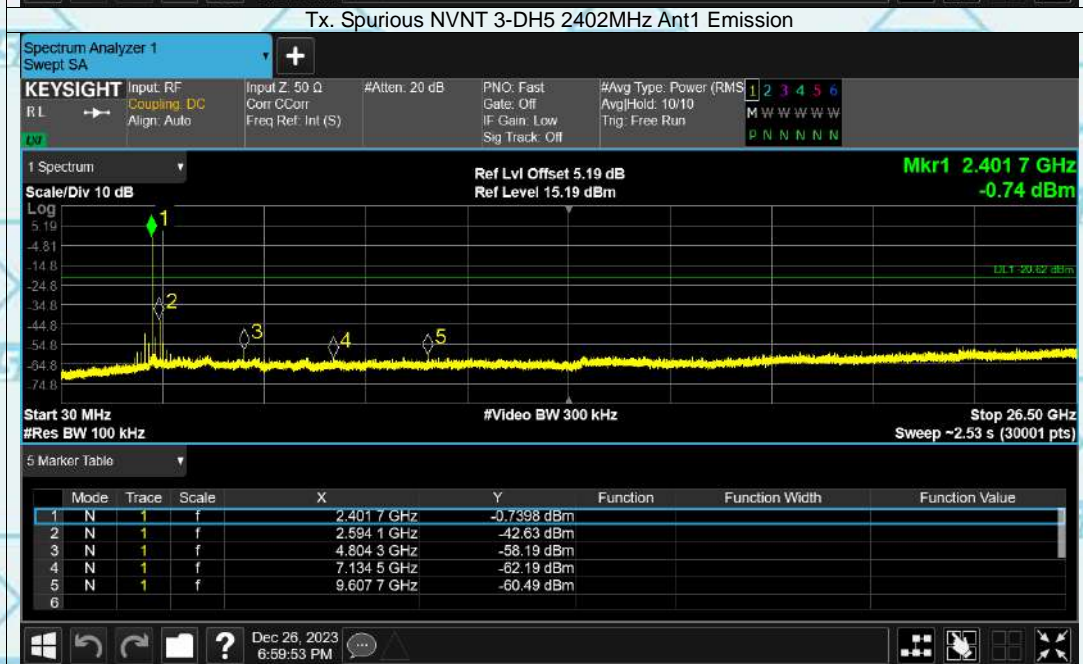 Tx. Spurious NVNT 3-DH5 2402MHz Ant1 Emission
Spectrum Analyzer 1
Swept SA
+
KEYSIGHT Input: RF Input Z: 50 Ω #Atten: 20 dB PNO: Fast #Avg Type: Power (RMS 1 2 3 4 5 6
RL Coupling: DC Corr CCorr Gate: Off Avg|Hold: 10/10 M W W W W W
Align: Auto Freq Ref: Int (S) IF Gain: Low Trig: Free Run
LXI Sig Track: Off P N N N N N
1 Spectrum Ref Lvl Offset 5.19 dB Mkr1 2.401 7 GHz
Scale/Div 10 dB Ref Level 15.19 dBm -0.74 dBm
Log
5.19 1
-4.81
-14.8 DL1 -20.62 dBm
-24.8
-34.8 2
-44.8 3 4 5
-54.8
-64.8
-74.8
Start 30 MHz #Video BW 300 kHz Stop 26.50 GHz
#Res BW 100 kHz Sweep ~2.53 s (30001 pts)
5 Marker Table
Mode Trace Scale X Y Function Function Width Function Value
1 N 1 f 2.401 7 GHz -0.7398 dBm
2 N 1 f 2.594 1 GHz -42.63 dBm
3 N 1 f 4.804 3 GHz -58.19 dBm
4 N 1 f 7.134 5 GHz -62.19 dBm
5 N 1 f 9.607 7 GHz -60.49 dBm
6
? Dec 26, 2023
6:59:53 PM